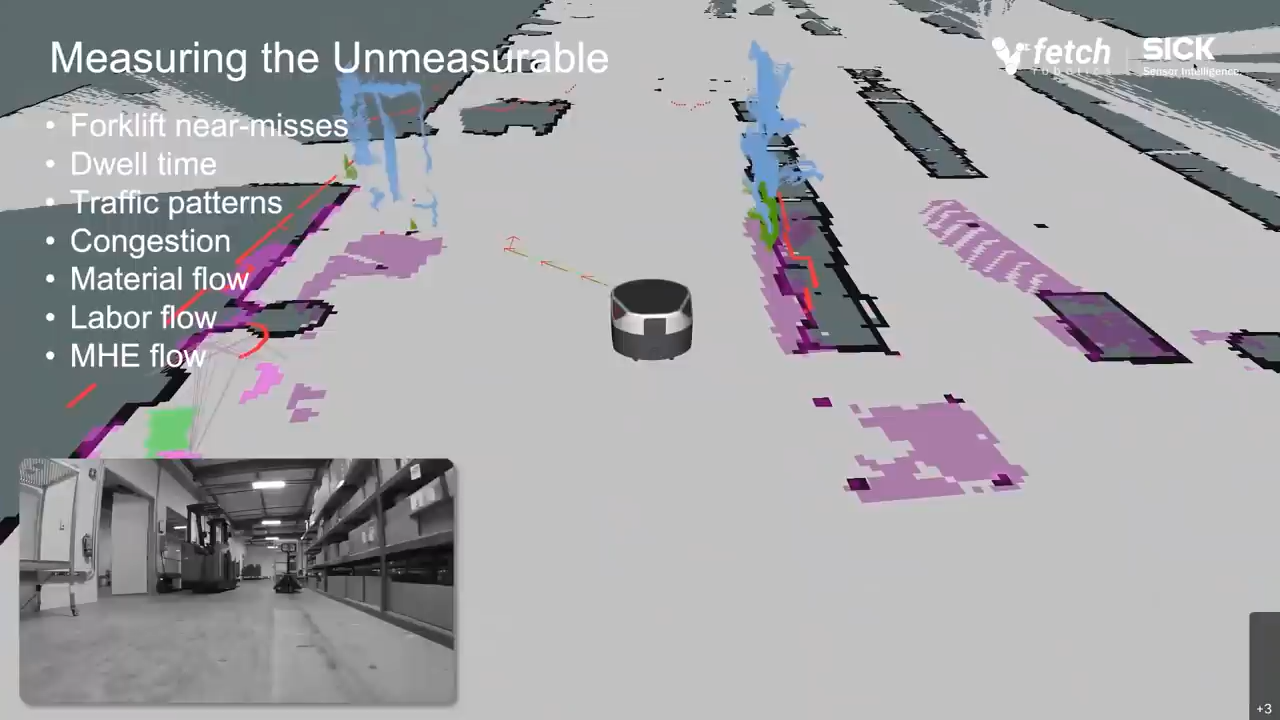 Measuring the Unmeasurable
fetch
robotics
SICK
Sensor Intelligence
• Forklift near-misses
• Dwell time
• Traffic patterns
• Congestion
• Material flow
• Labor flow
• MHE flow
+3